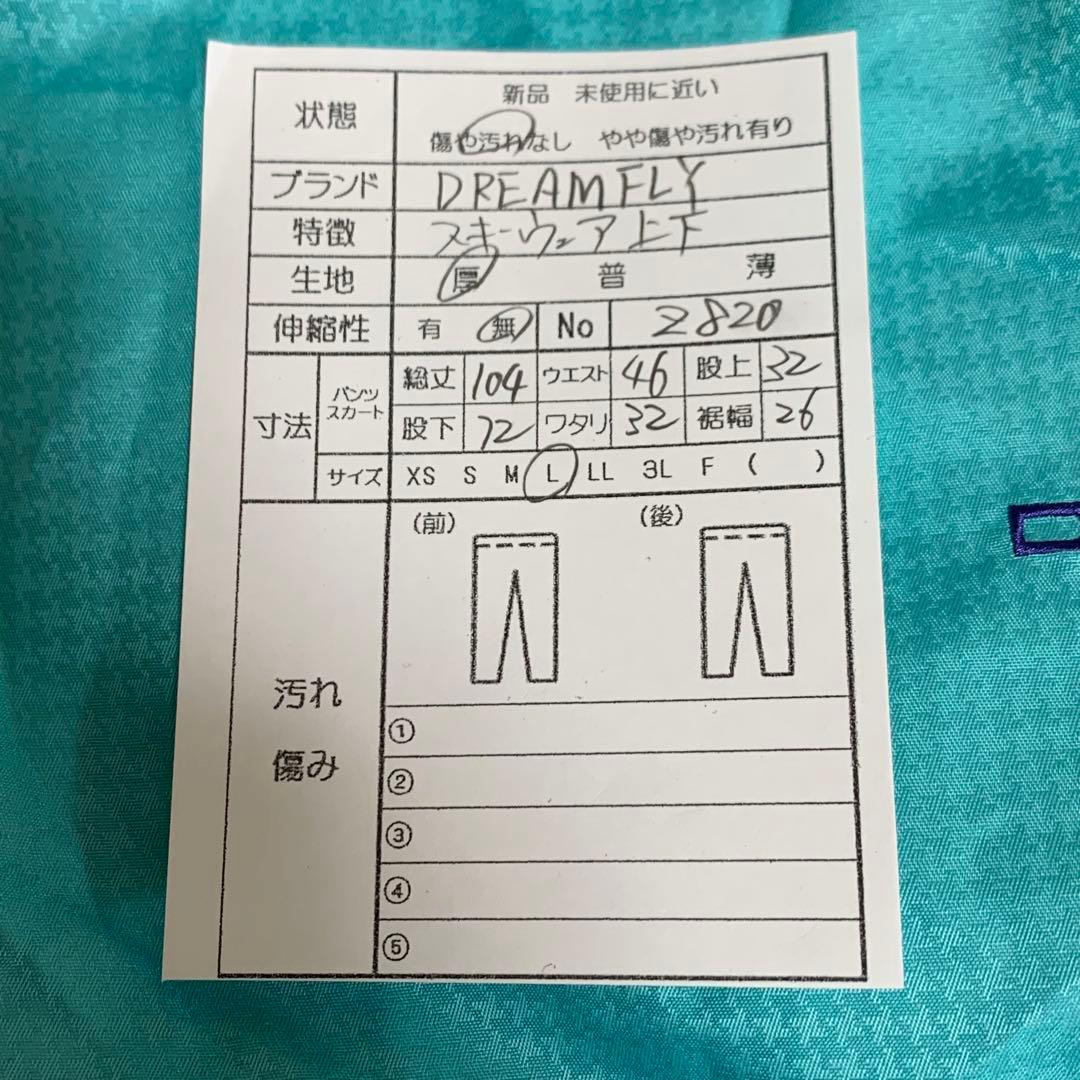 状態 新品 未使用に近い
傷や汚れなし やや傷や汚れ有り
ブランド DREAMFLY
特徴 スキーウェア上下
生地 厚 普 薄
伸縮性 有 無 No 2820
寸法 パンツ スカート 総丈 104 ウエスト 46 股上 32
股下 72 ワタリ 32 裾幅 26
サイズ XS S M L LL 3L F ( )
汚れ 傷み (前) (後)
①
②
③
④
⑤